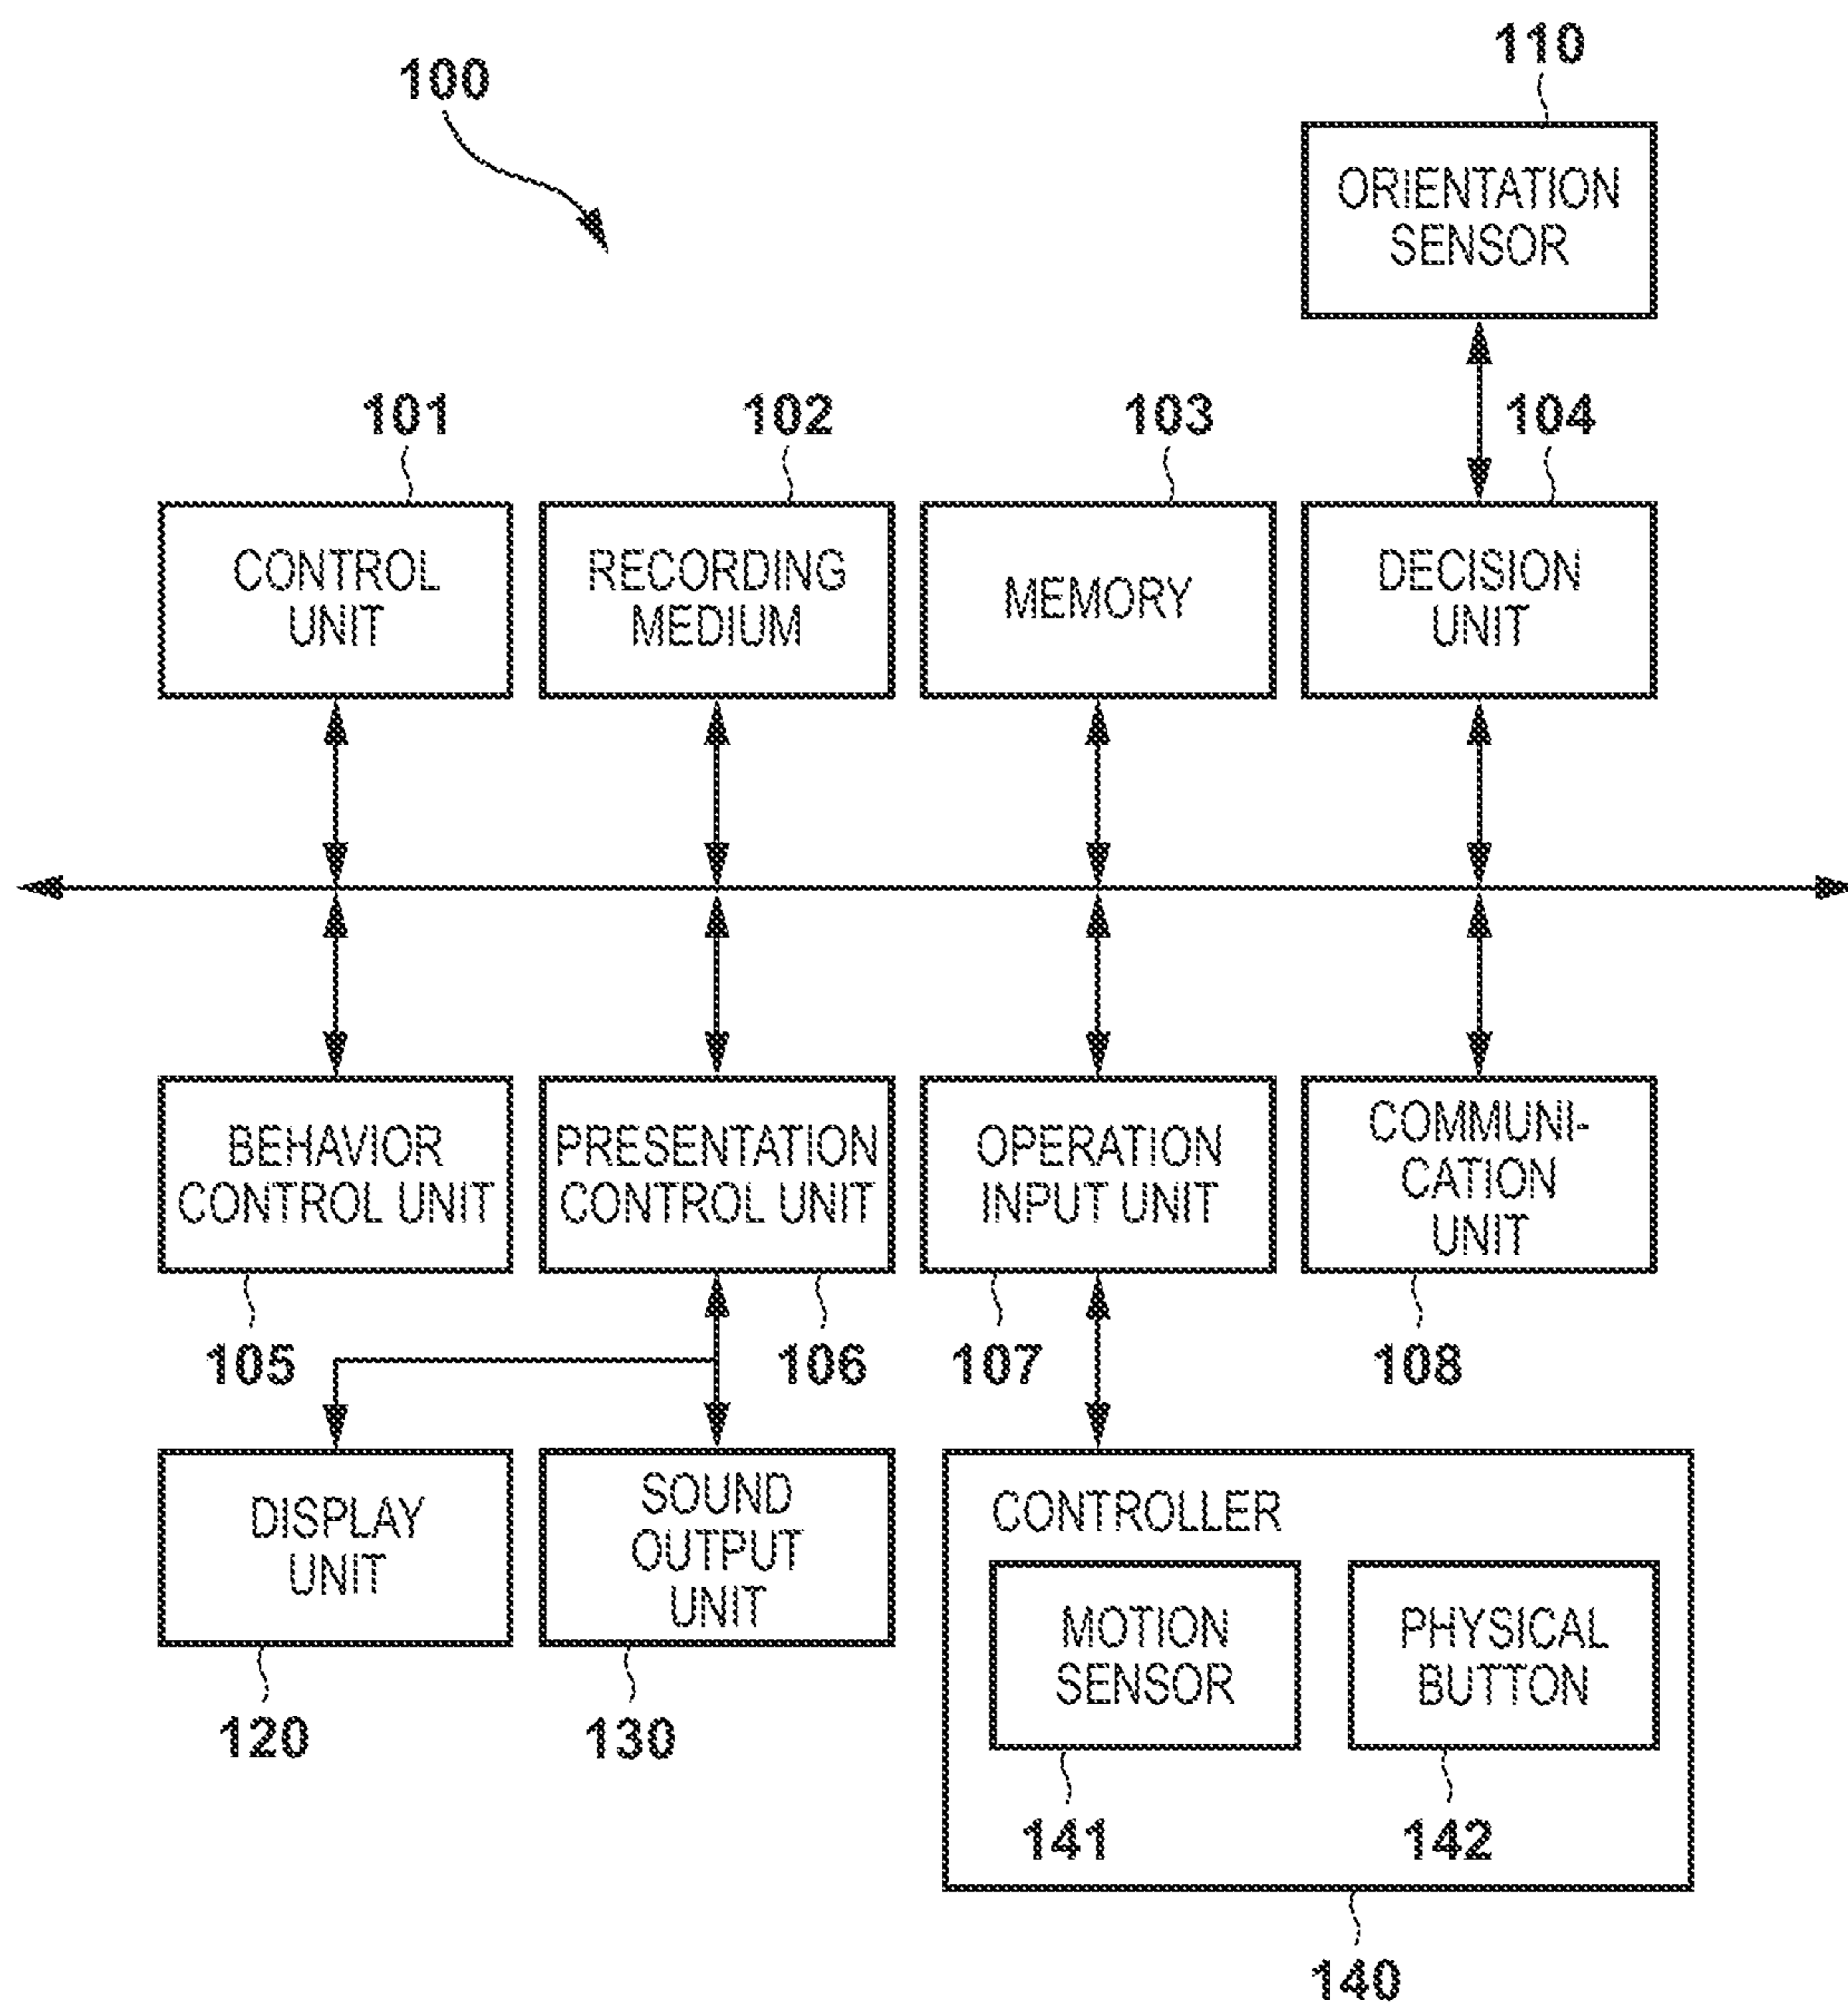 100
110
ORIENTATION
SENSOR
101
102
103
104
CONTROL
UNIT
RECORDING
MEDIUM
MEMORY
DECISION
UNIT
BEHAVIOR
CONTROL UNIT
PRESENTATION
CONTROL UNIT
OPERATION
INPUT UNIT
COMMUNI-
CATION
UNIT
105
106
107
108
DISPLAY
UNIT
SOUND
OUTPUT
UNIT
CONTROLLER
MOTION
SENSOR
PHYSICAL
BUTTON
120
130
141
142
140